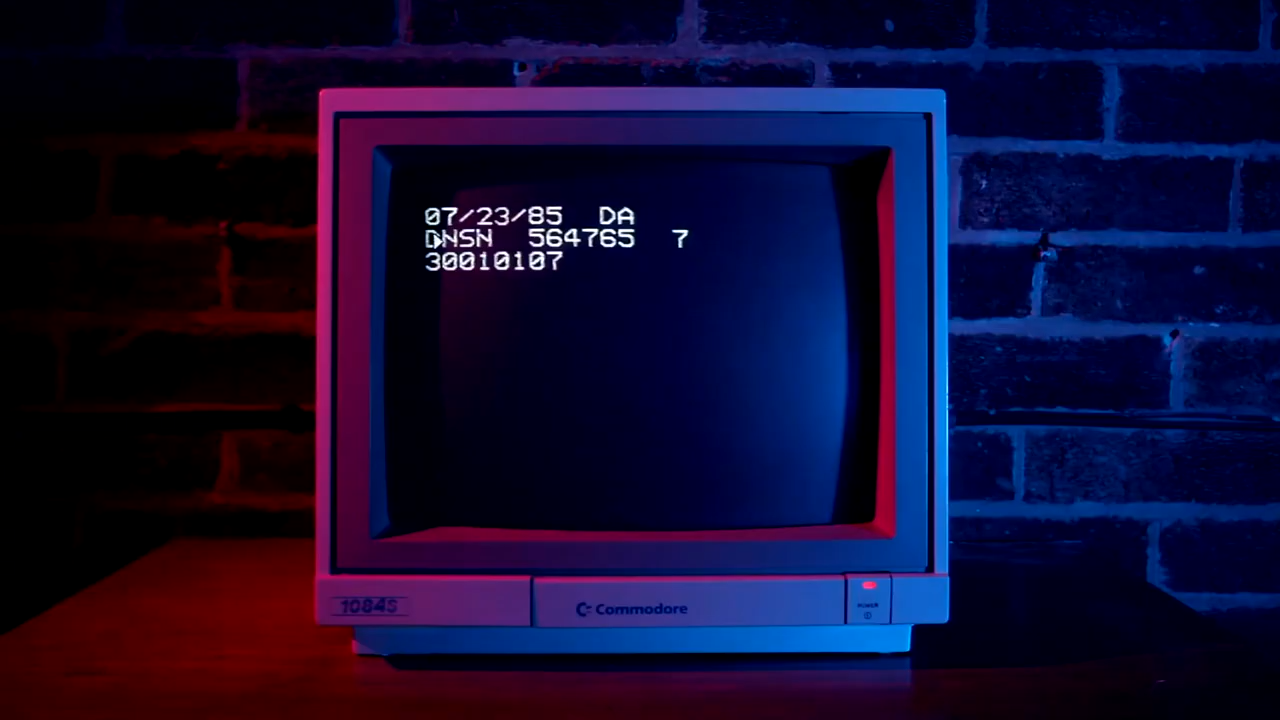 07/23/85 DA
DNSN 564765 7
30010107
1084S
Commodore
POWER